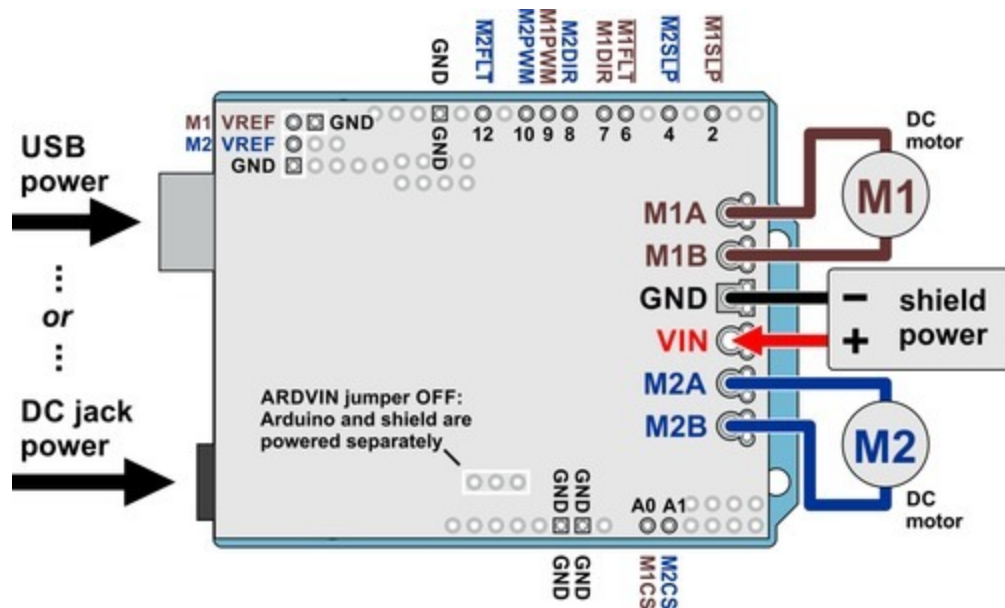 GND
M2FLT
M2PWM
M1PWM
M2DIR
M1DIR
M1FLT
M2SLP
M1SLP
M1 VREF GND
M2 VREF
GND
GND
12 10 9 8 7 6 4 2
USB
power
...
or
...
DC jack
power
DC
motor
M1
M1A
M1B
GND
VIN
M2A
M2B
− shield
+ power
M2
DC
motor
ARDVIN jumper OFF:
Arduino and shield are
powered separately
GND
GND
A0 A1
GND
GND
M1CS
M2CS